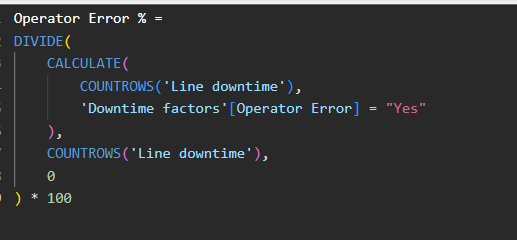 Operator Error % =
DIVIDE(
CALCULATE(
COUNTROWS('Line downtime'),
'Downtime factors'[Operator Error] = "Yes"
),
COUNTROWS('Line downtime'),
0
) * 100